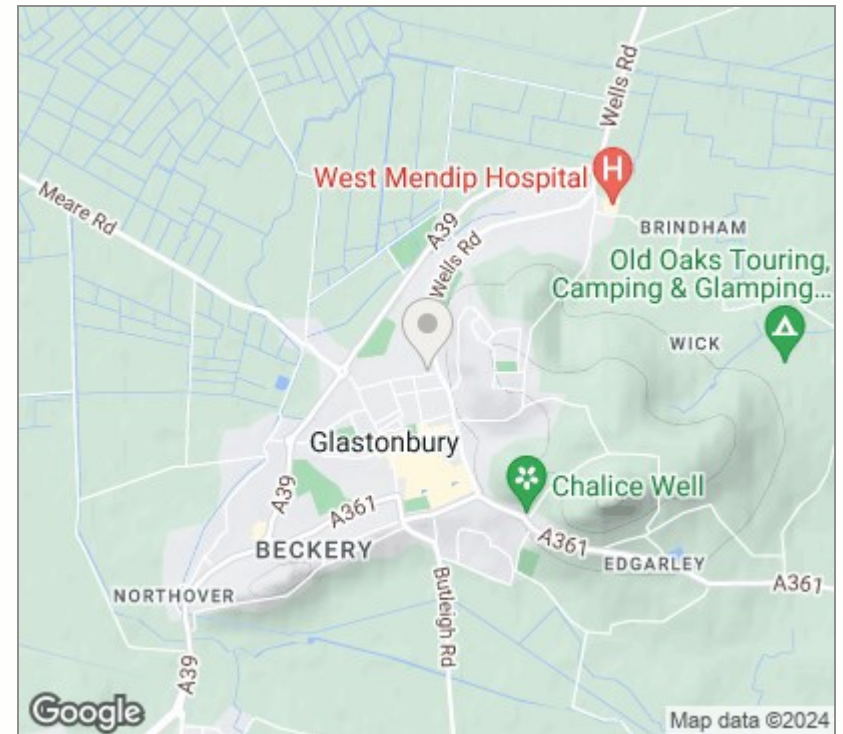 Wells Rd
West Mendip Hospital
H
Meare Rd
A39
Wells Rd
BRINDHAM
Old Oaks Touring,
Camping & Glamping...
WICK
Glastonbury
Chalice Well
A39
A361
A361
BECKERY
EDGARLEY
A361
NORTHOVER
Butleigh Rd
A39
Google
Map data ©2024